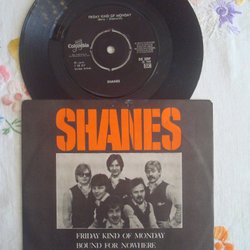 FRIDAY KIND OF MONDAY
Columbia
SHANES
SHANES
FRIDAY KIND OF MONDAY
BOUND FOR NOWHERE